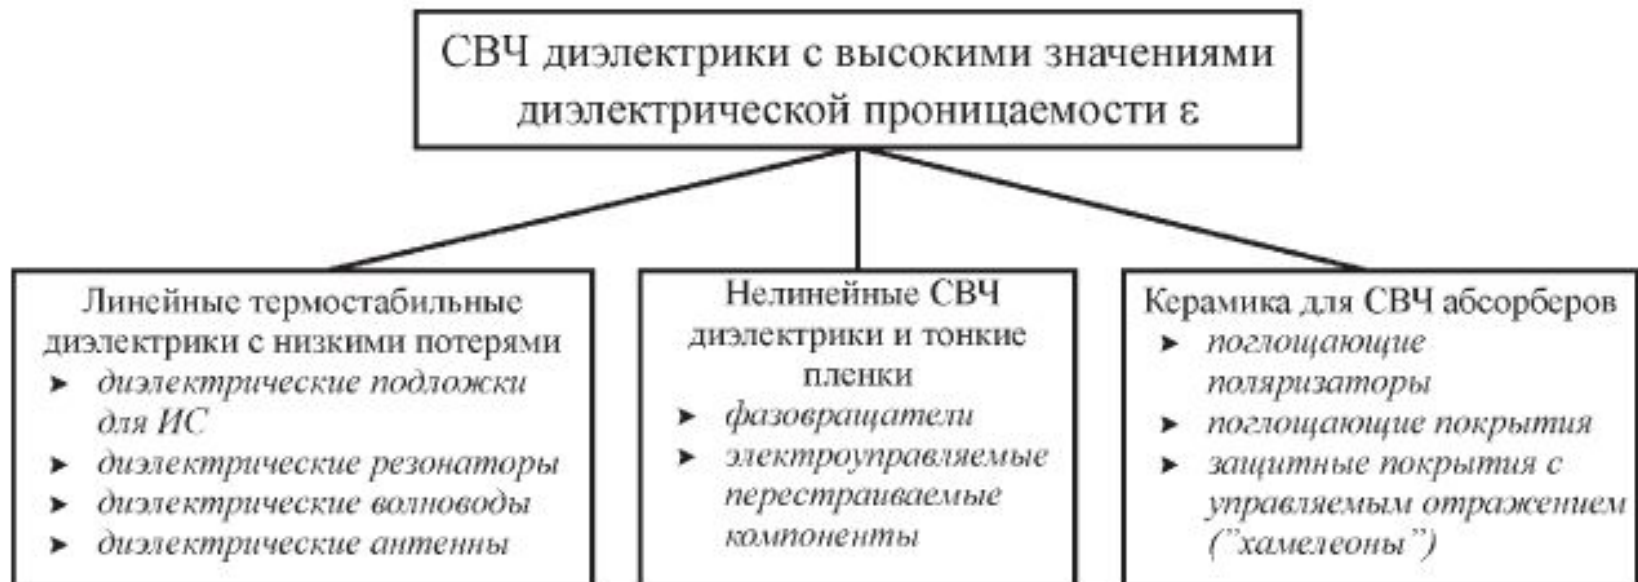 СВЧ диэлектрики с высокими значениями
диэлектрической проницаемости ε
Линейные термостабильные
диэлектрики с низкими потерями
➤ диэлектрические подложки
для ИС
➤ диэлектрические резонаторы
➤ диэлектрические волноводы
➤ диэлектрические антенны
Нелинейные СВЧ
диэлектрики и тонкие
пленки
➤ фазовращатели
➤ электроуправляемые
перестраиваемые
компоненты
Керамика для СВЧ абсорберов
➤ поглощающие
поляризаторы
➤ поглощающие покрытия
➤ защитные покрытия с
управляемым отражением
(”хамелеоны”)